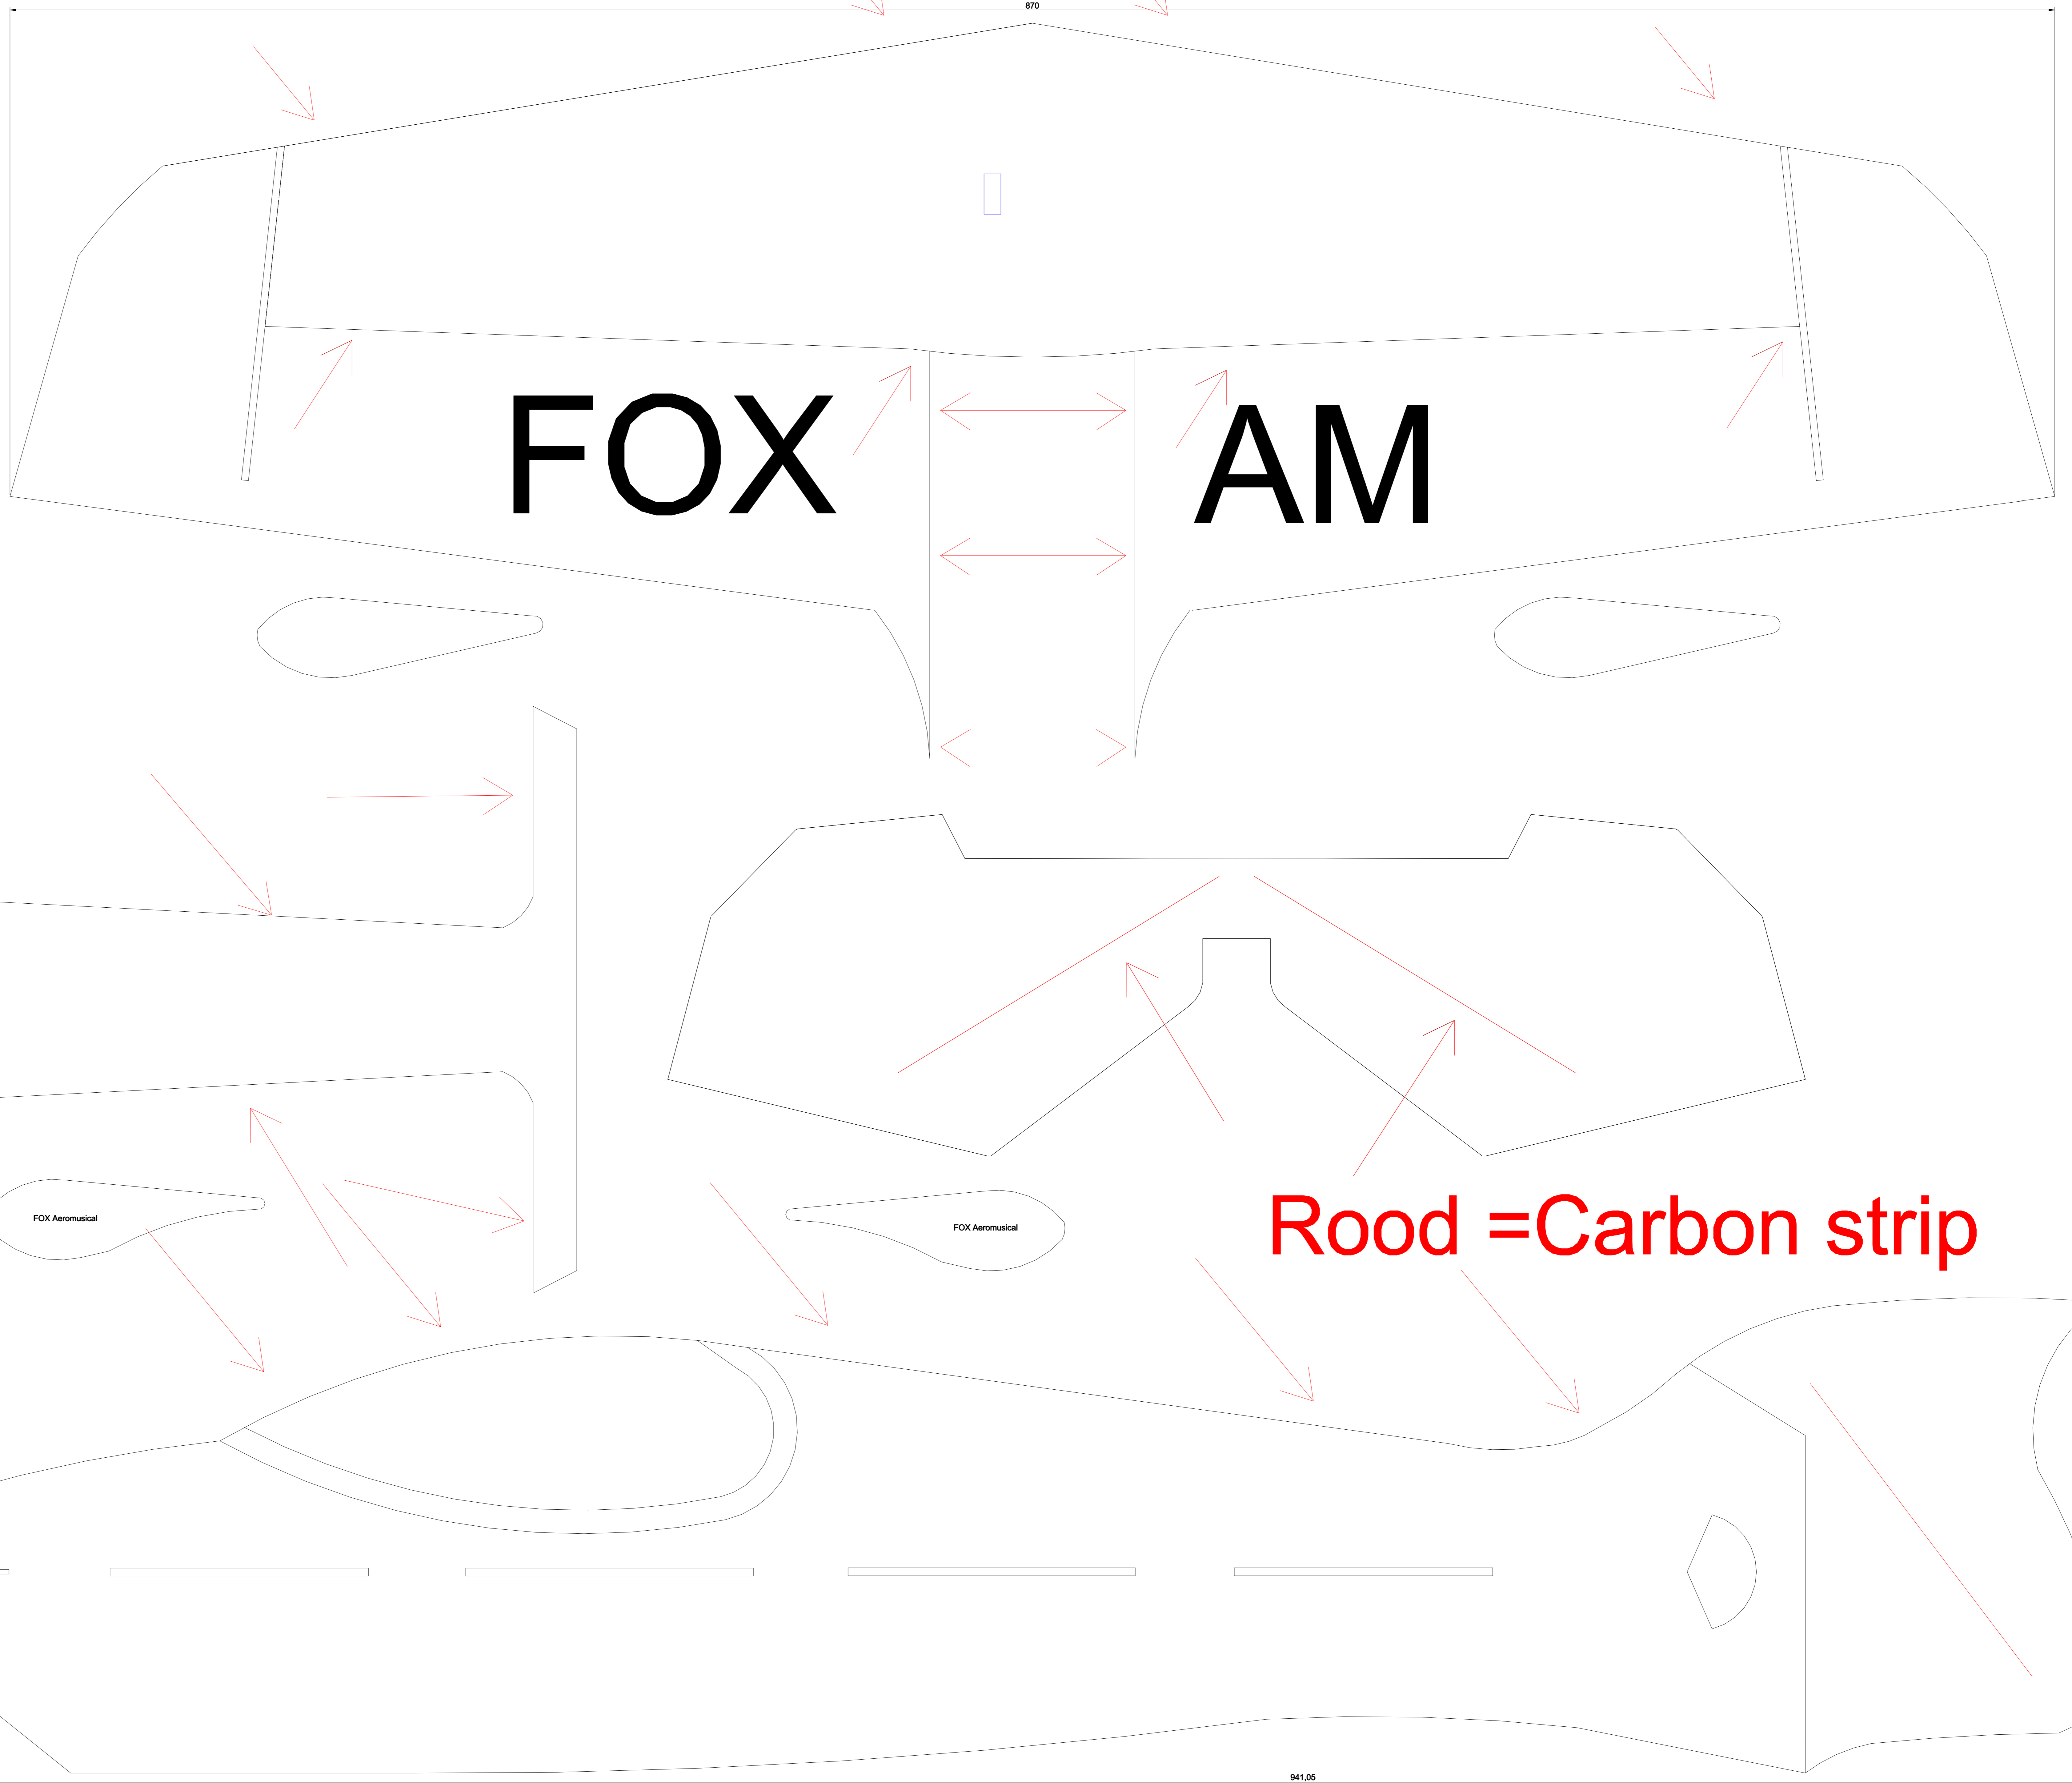 870
FOX AM
FOX Aeromusical
FOX Aeromusical
Rood =Carbon strip
941,05